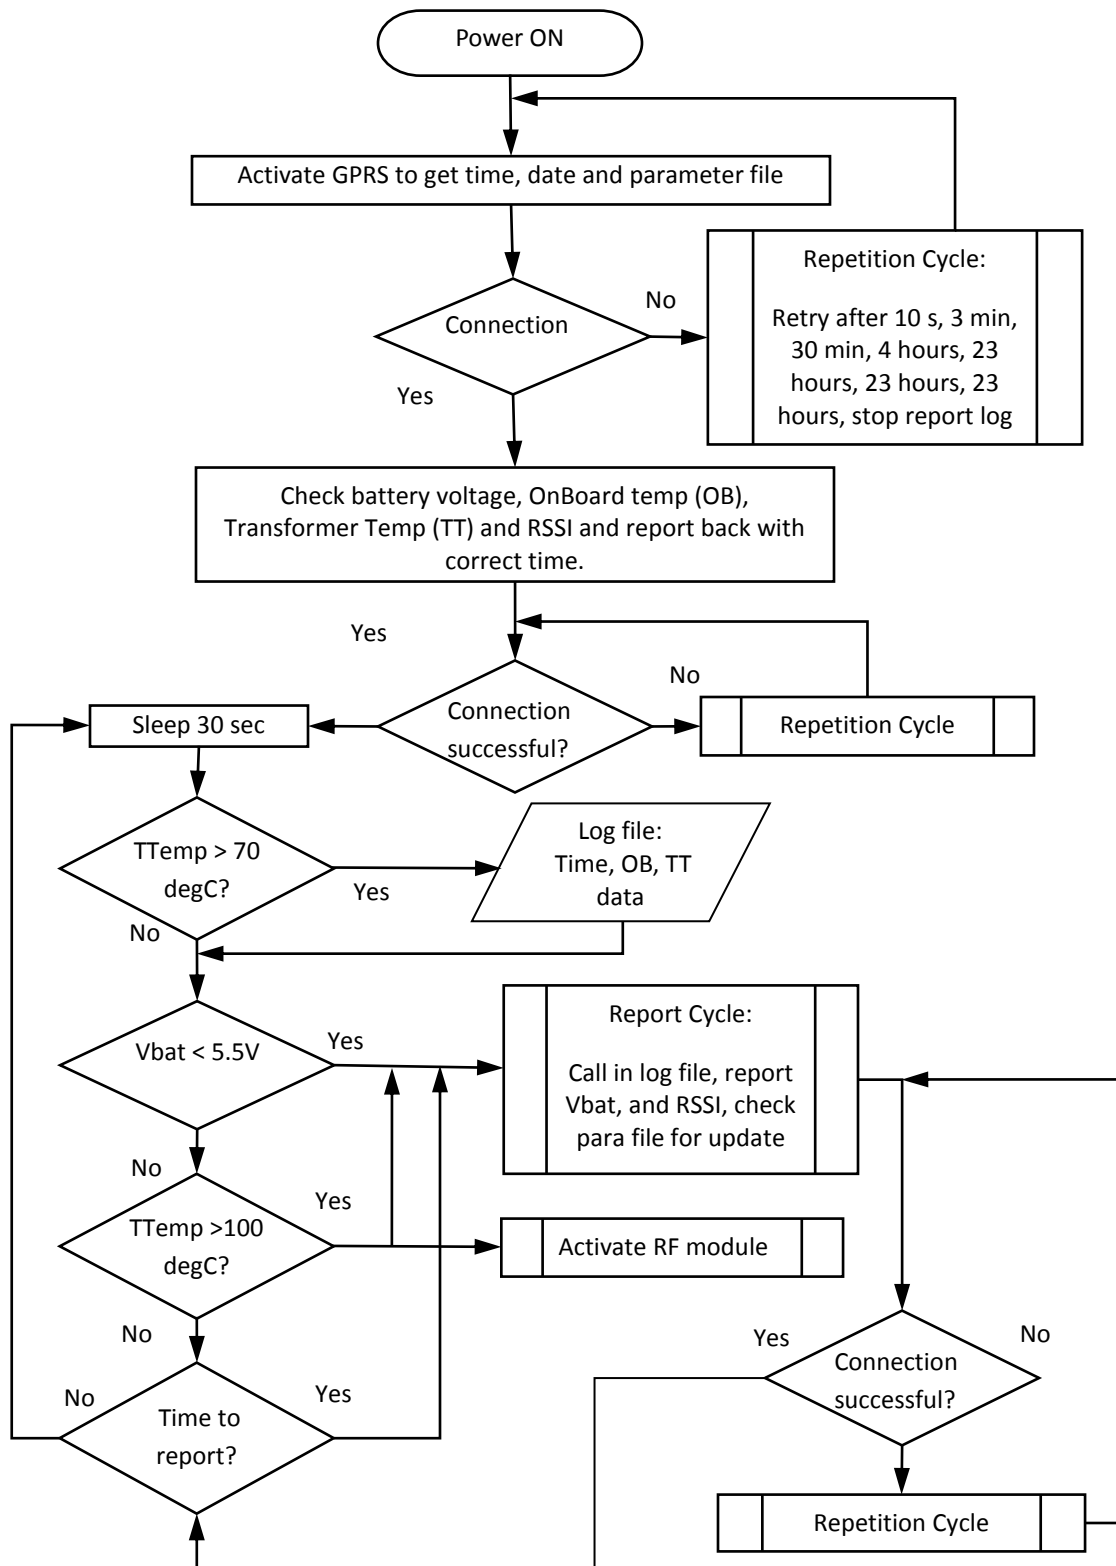 Power ON
Activate GPRS to get time, date and parameter file
Connection
No
Yes
Repetition Cycle:
Retry after 10 s, 3 min,
30 min, 4 hours, 23
hours, 23 hours, 23
hours, stop report log
Check battery voltage, OnBoard temp (OB),
Transformer Temp (TT) and RSSI and report back with
correct time.
Yes
No
Connection
successful?
Repetition Cycle
Sleep 30 sec
TTemp > 70
degC?
Yes
No
Log file:
Time, OB, TT
data
Vbat < 5.5V
Yes
No
Report Cycle:
Call in log file, report
Vbat, and RSSI, check
para file for update
TTemp >100
degC?
Yes
No
Activate RF module
Time to
report?
No
Yes
Yes
No
Connection
successful?
Repetition Cycle